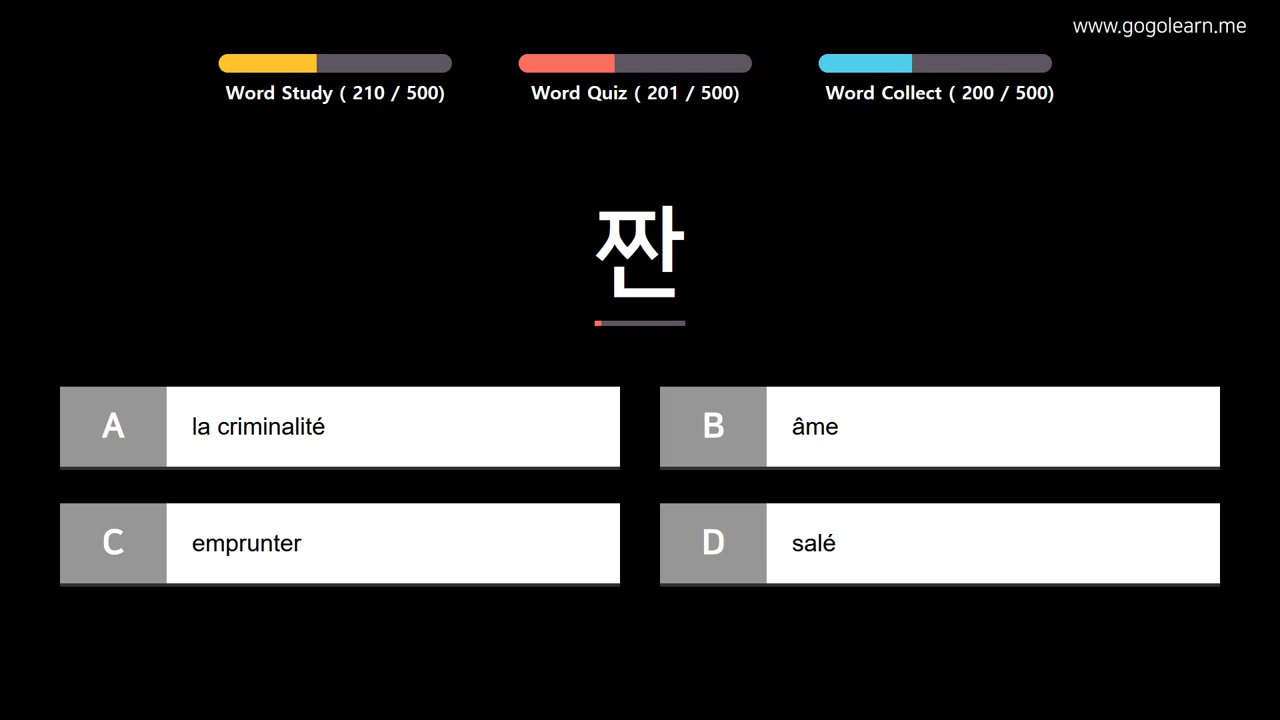 www.gogolearn.me
Word Study ( 210 / 500)
Word Quiz ( 201 / 500)
Word Collect ( 200 / 500)
짠
A
la criminalité
B
âme
C
emprunter
D
salé